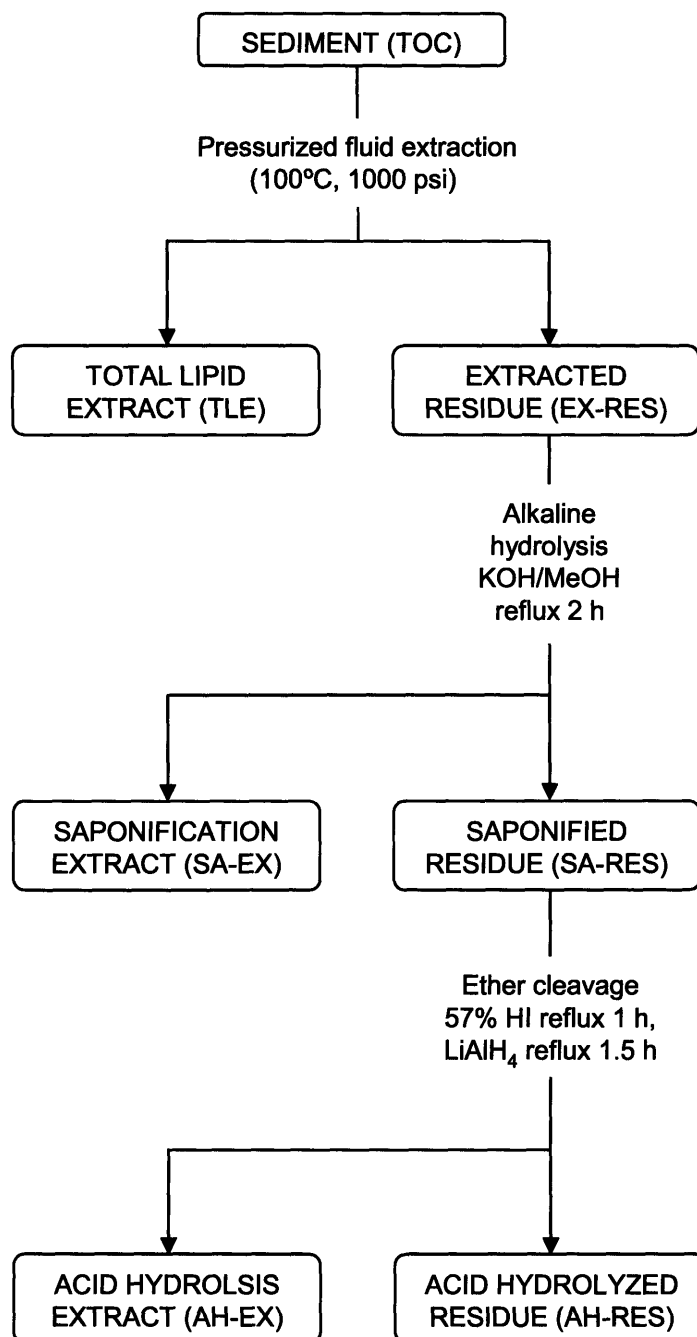 SEDIMENT (TOC)
Pressurized fluid extraction
(100ºC, 1000 psi)
TOTAL LIPID
EXTRACT (TLE)
EXTRACTED
RESIDUE (EX-RES)
Alkaline
hydrolysis
KOH/MeOH
reflux 2 h
SAPONIFICATION
EXTRACT (SA-EX)
SAPONIFIED
RESIDUE (SA-RES)
Ether cleavage
57% HI reflux 1 h,
LiAlH₄ reflux 1.5 h
ACID HYDROLSIS
EXTRACT (AH-EX)
ACID HYDROLYZED
RESIDUE (AH-RES)